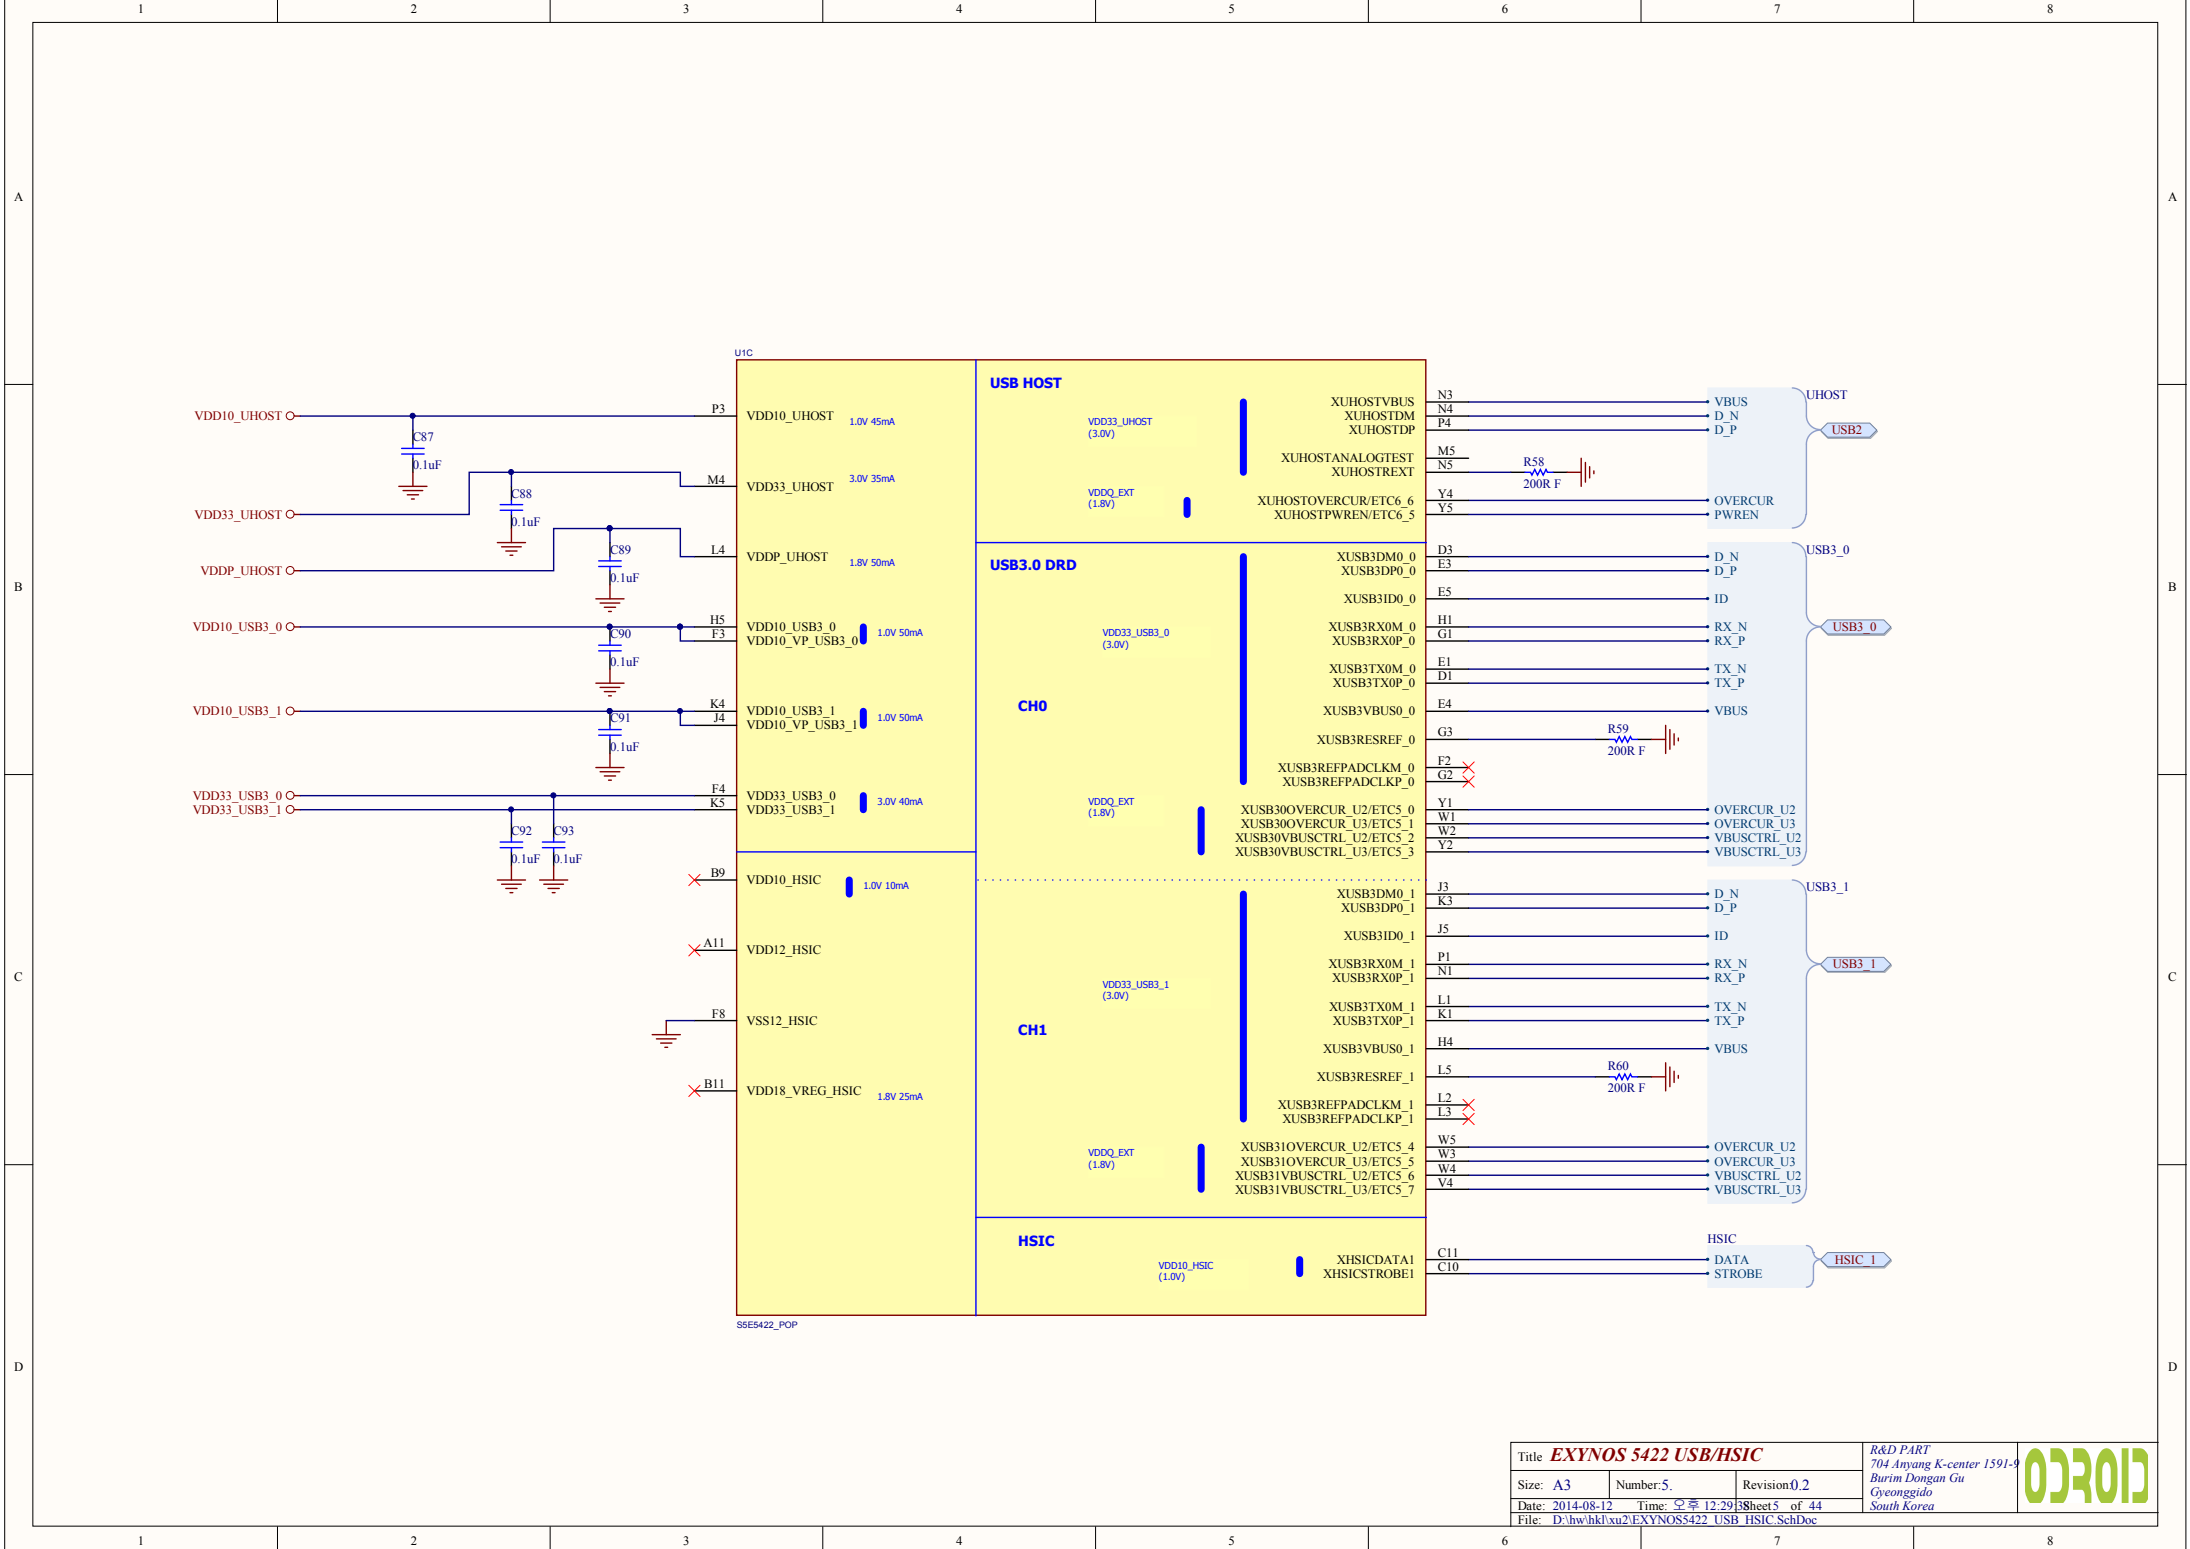 1 2 3 4 5 6 7 8
A A
B B
C C
D D
U1C
VDD10_UHOST
C87
0.1uF
VDD33_UHOST
C88
0.1uF
VDDP_UHOST
C89
0.1uF
VDD10_USB3_0
C90
0.1uF
VDD10_USB3_1
C91
0.1uF
VDD33_USB3_0
VDD33_USB3_1
C92 C93
0.1uF 0.1uF
P3 VDD10_UHOST 1.0V 45mA
M4 VDD33_UHOST 3.0V 35mA
L4 VDDP_UHOST 1.8V 50mA
H5 VDD10_USB3_0
F3 VDD10_VP_USB3_0
1.0V 50mA
K4 VDD10_USB3_1
J4 VDD10_VP_USB3_1
1.0V 50mA
F4 VDD33_USB3_0
K5 VDD33_USB3_1
3.0V 40mA
B9 VDD10_HSIC 1.0V 10mA
A11 VDD12_HSIC
F8 VSS12_HSIC
B11 VDD18_VREG_HSIC 1.8V 25mA
S5E5422_POP
USB HOST
VDD33_UHOST
(3.0V)
VDDQ_EXT
(1.8V)
XUHOSTVBUS N3 VBUS
XUHOSTDM N4 D_N
XUHOSTDP P4 D_P
XUHOSTANALOGTEST M5
XUHOSTREXT N5
R58
200R F
XUHOSTOVERCUR/ETC6_6 Y4 OVERCUR
XUHOSTPWREN/ETC6_5 Y5 PWREN
UHOST
USB2
USB3.0 DRD
VDD33_USB3_0
(3.0V)
CH0
VDDQ_EXT
(1.8V)
XUSB3DM0_0 D3 D_N
XUSB3DP0_0 E3 D_P
XUSB3ID0_0 E5 ID
XUSB3RX0M_0 H1 RX_N
XUSB3RX0P_0 G1 RX_P
XUSB3TX0M_0 E1 TX_N
XUSB3TX0P_0 D1 TX_P
XUSB3VBUS0_0 E4 VBUS
XUSB3RESREF_0 G3
R59
200R F
XUSB3REFPADCLKM_0 F2
XUSB3REFPADCLKP_0 G2
XUSB30OVERCUR_U2/ETC5_0 Y1 OVERCUR_U2
XUSB30OVERCUR_U3/ETC5_1 W1 OVERCUR_U3
XUSB30VBUSCTRL_U2/ETC5_2 W2 VBUSCTRL_U2
XUSB30VBUSCTRL_U3/ETC5_3 Y2 VBUSCTRL_U3
USB3_0
USB3_0
VDD33_USB3_1
(3.0V)
CH1
VDDQ_EXT
(1.8V)
XUSB3DM0_1 J3 D_N
XUSB3DP0_1 K3 D_P
XUSB3ID0_1 J5 ID
XUSB3RX0M_1 P1 RX_N
XUSB3RX0P_1 N1 RX_P
XUSB3TX0M_1 L1 TX_N
XUSB3TX0P_1 K1 TX_P
XUSB3VBUS0_1 H4 VBUS
XUSB3RESREF_1 L5
R60
200R F
XUSB3REFPADCLKM_1 L2
XUSB3REFPADCLKP_1 L3
XUSB31OVERCUR_U2/ETC5_4 W5 OVERCUR_U2
XUSB31OVERCUR_U3/ETC5_5 W3 OVERCUR_U3
XUSB31VBUSCTRL_U2/ETC5_6 W4 VBUSCTRL_U2
XUSB31VBUSCTRL_U3/ETC5_7 V4 VBUSCTRL_U3
USB3_1
USB3_1
HSIC
VDD10_HSIC
(1.0V)
XHSICDATA1 C11 DATA
XHSICSTROBE1 C10 STROBE
HSIC
HSIC_1
Title EXYNOS 5422 USB/HSIC
Size: A3 Number:5. Revision:0.2
Date: 2014-08-12 Time: 오후 12:29:38 Sheet 5 of 44
File: D:\hw\hkl\xu2\EXYNOS5422_USB_HSIC.SchDoc
R&D PART
704 Anyang K-center 1591-9
Burim Dongan Gu
Gyeonggido
South Korea
ODROID
1 2 3 4 5 6 7 8